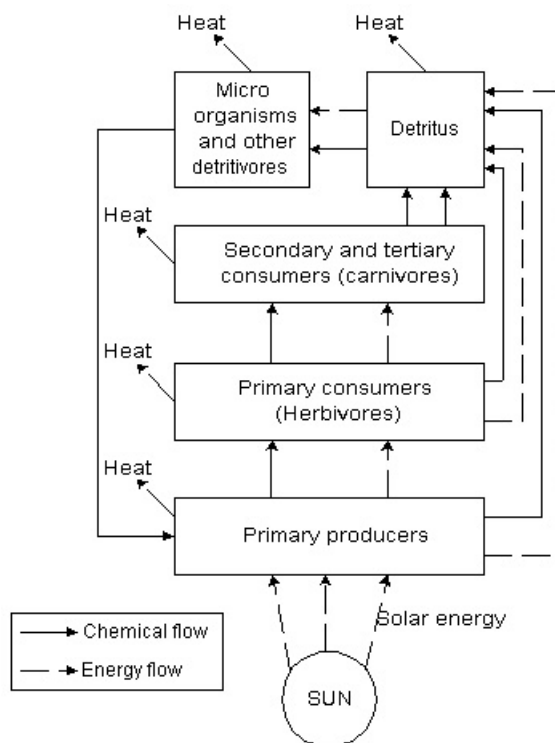 Heat
Heat
Micro
organisms
and other
detritivores
Detritus
Heat
Secondary and tertiary
consumers (carnivores)
Heat
Primary consumers
(Herbivores)
Heat
Primary producers
Solar energy
Chemical flow
Energy flow
SUN